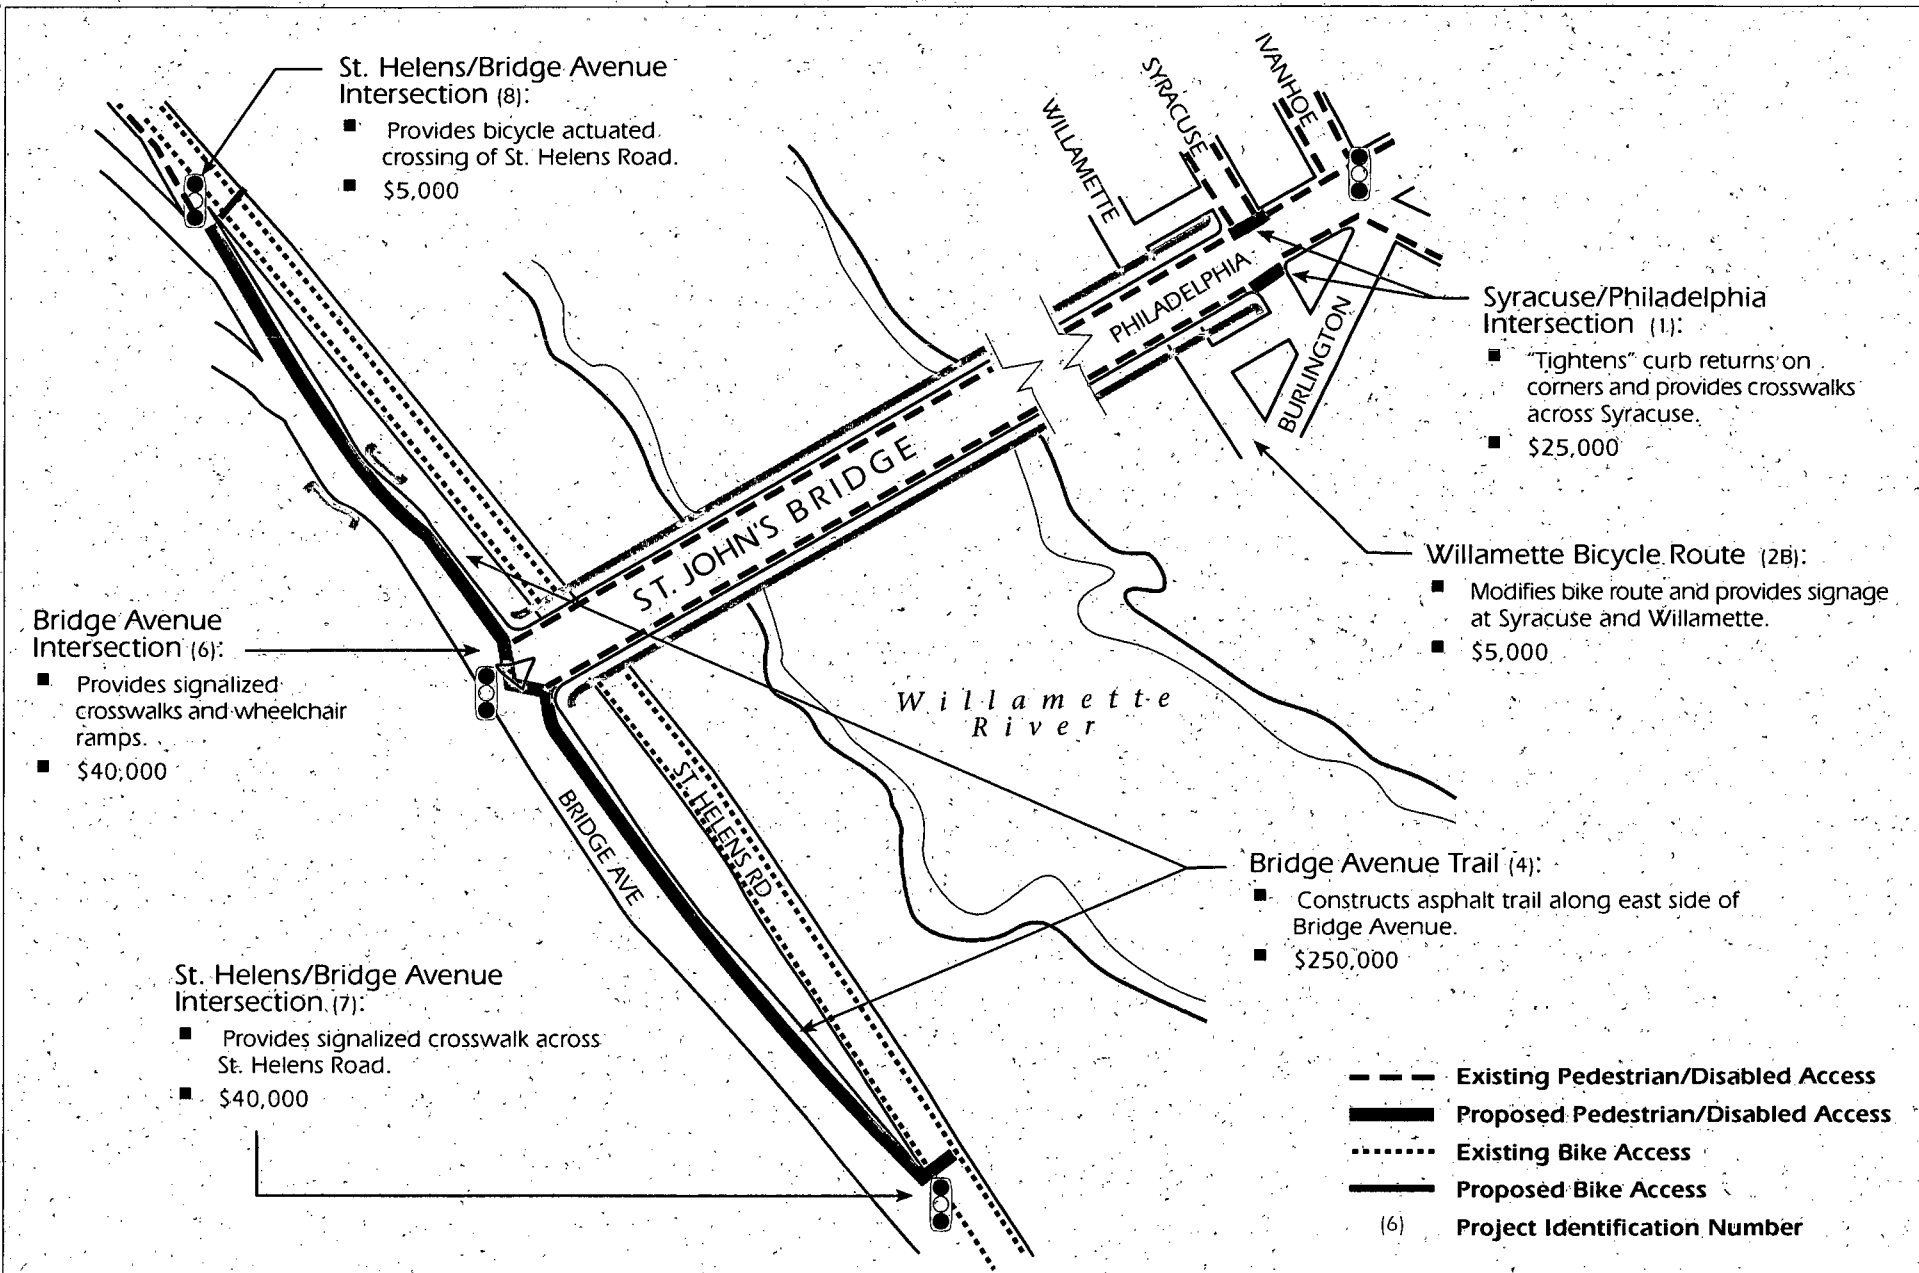 St. Helens/Bridge Avenue
Intersection (8):
■ Provides bicycle actuated
crossing of St. Helens Road.
■ $5,000
WILLAMETTE
SYRACUSE
IVANHOE
PHILADELPHIA
BURLINGTON
Syracuse/Philadelphia
Intersection (1):
■ "Tightens" curb returns on
corners and provides crosswalks
across Syracuse.
■ $25,000
ST. JOHN'S BRIDGE
Willamette Bicycle Route (2B):
■ Modifies bike route and provides signage
at Syracuse and Willamette.
■ $5,000
Bridge Avenue
Intersection (6):
■ Provides signalized
crosswalks and wheelchair
ramps.
■ $40,000
Willamette
River
BRIDGE AVE
ST. HELENS RD
Bridge Avenue Trail (4):
■ Constructs asphalt trail along east side of
Bridge Avenue.
■ $250,000
St. Helens/Bridge Avenue
Intersection (7):
■ Provides signalized crosswalk across
St. Helens Road.
■ $40,000
Existing Pedestrian/Disabled Access
Proposed Pedestrian/Disabled Access
Existing Bike Access
Proposed Bike Access
(6) Project Identification Number